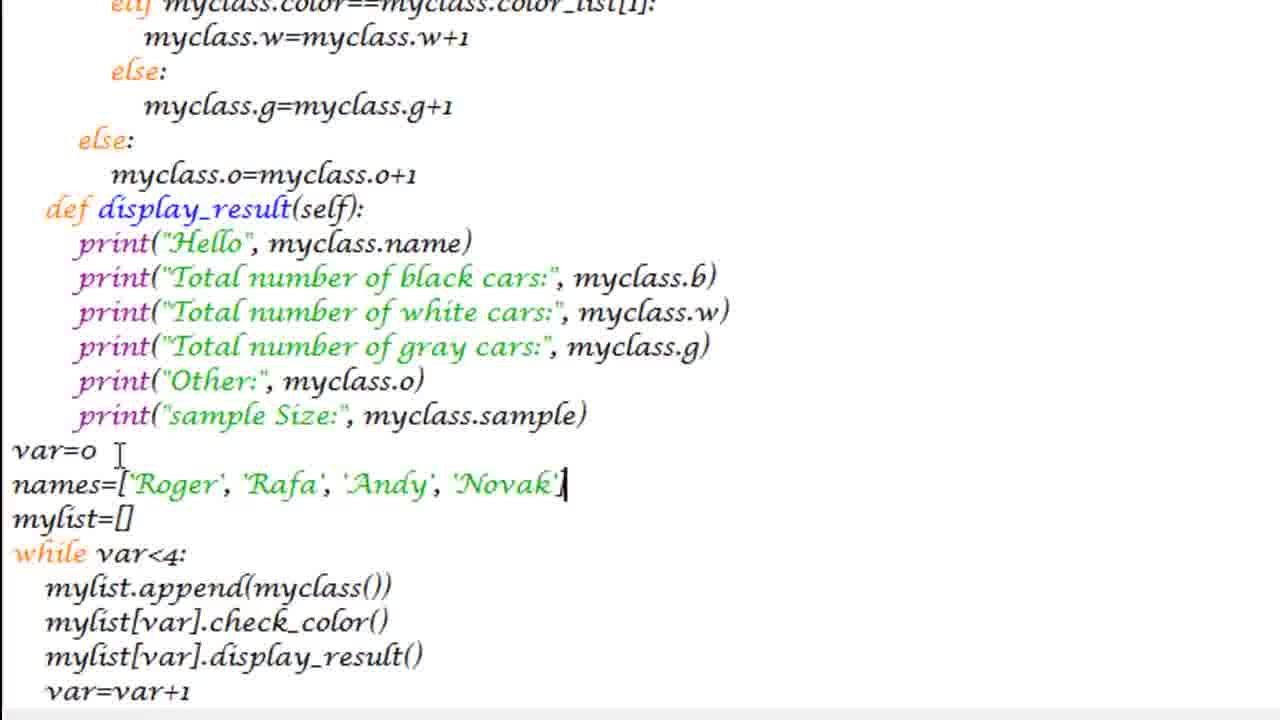 elif myclass.color==myclass.color_list[1]:
myclass.w=myclass.w+1
else:
myclass.g=myclass.g+1
else:
myclass.o=myclass.o+1
def display_result(self):
print("Hello", myclass.name)
print("Total number of black cars:", myclass.b)
print("Total number of white cars:", myclass.w)
print("Total number of gray cars:", myclass.g)
print("Other:", myclass.o)
print("sample Size:", myclass.sample)
var=0
names=['Roger', 'Rafa', 'Andy', 'Novak']
mylist=[]
while var<4:
mylist.append(myclass())
mylist[var].check_color()
mylist[var].display_result()
var=var+1